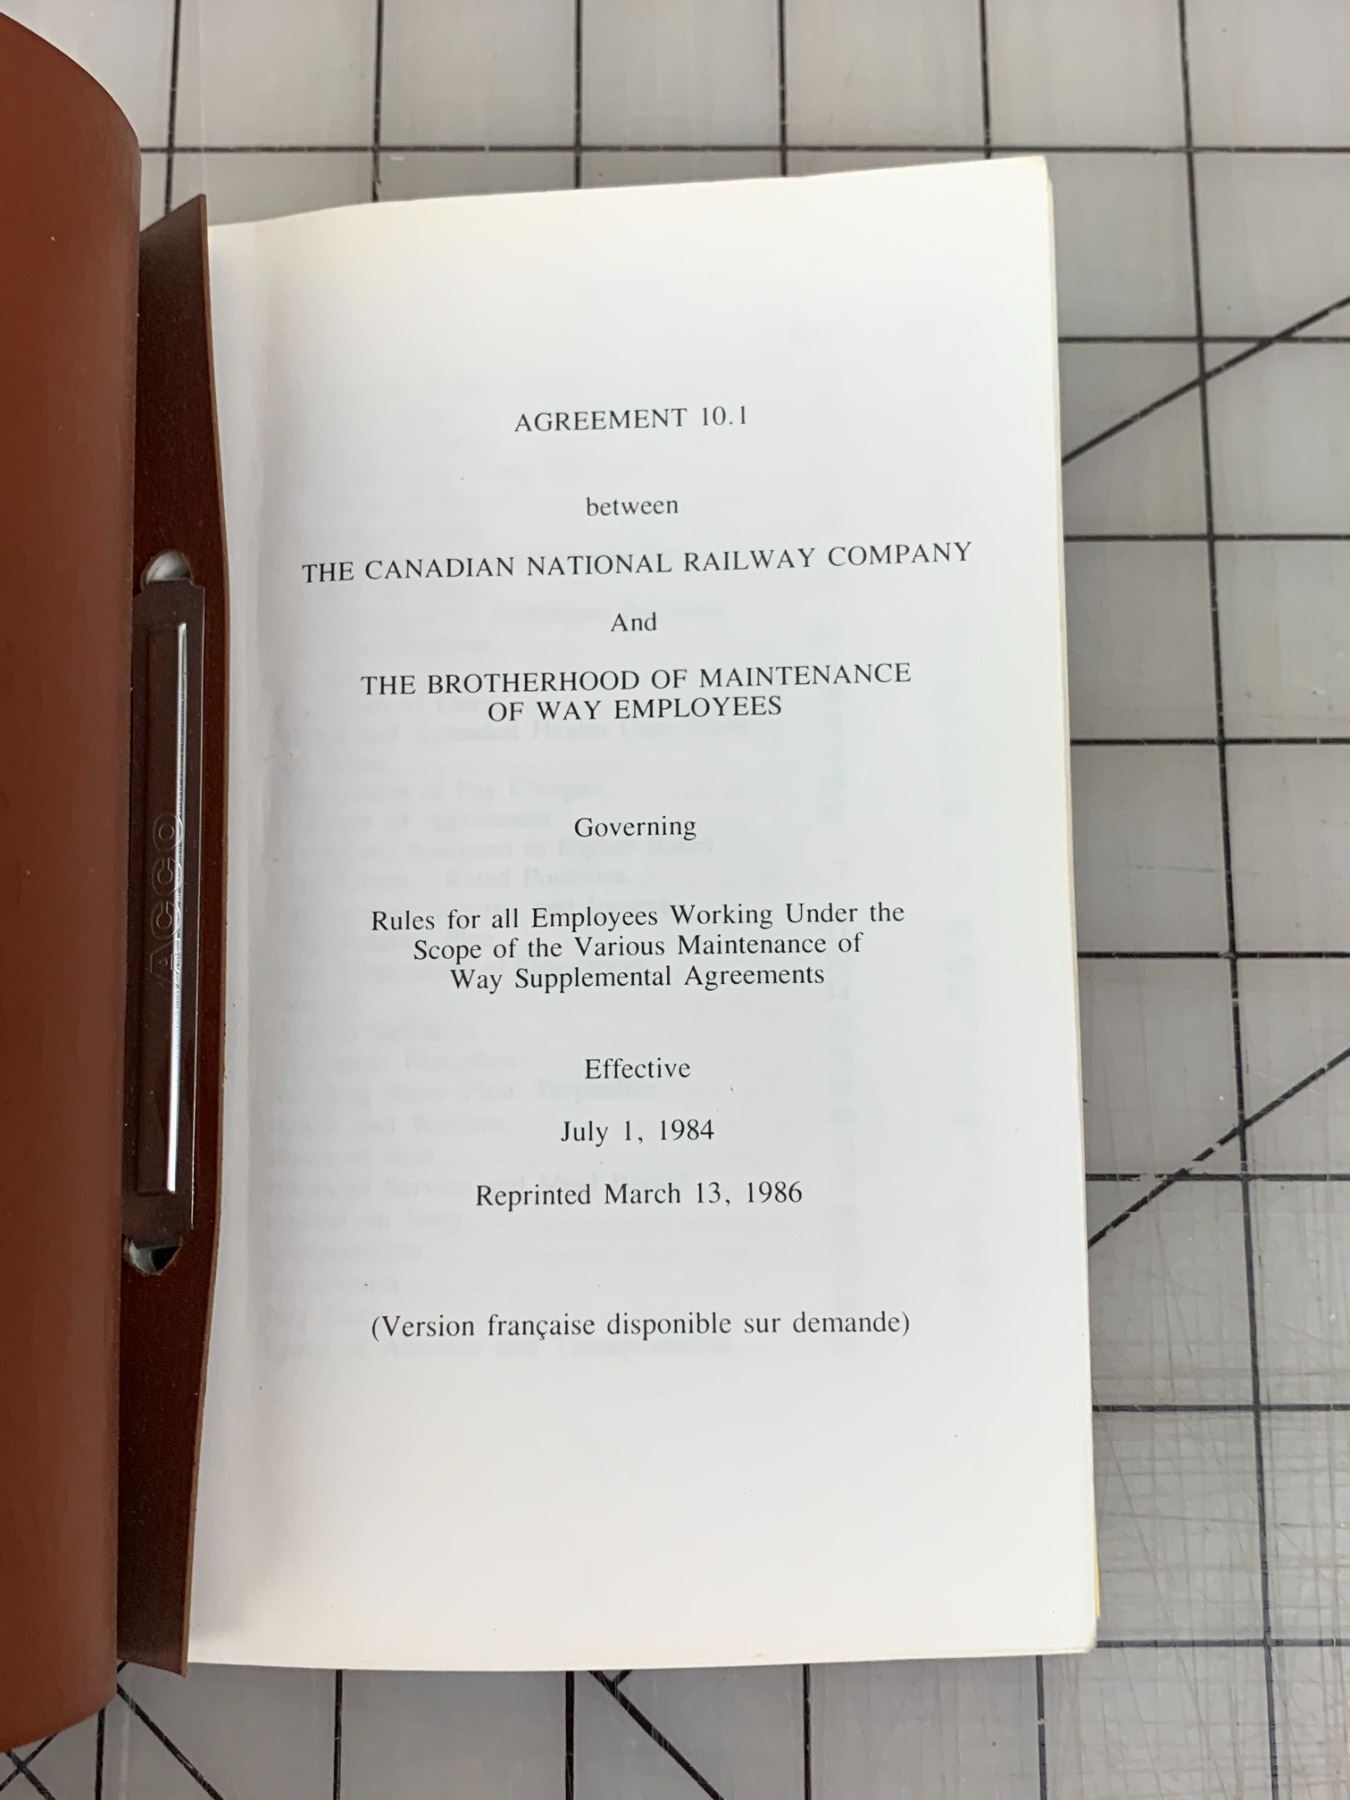 AGREEMENT 10.1
between
THE CANADIAN NATIONAL RAILWAY COMPANY
And
THE BROTHERHOOD OF MAINTENANCE
OF WAY EMPLOYEES
Governing
Rules for all Employees Working Under the
Scope of the Various Maintenance of
Way Supplemental Agreements
Effective
July 1, 1984
Reprinted March 13, 1986
(Version française disponible sur demande)
ACCO